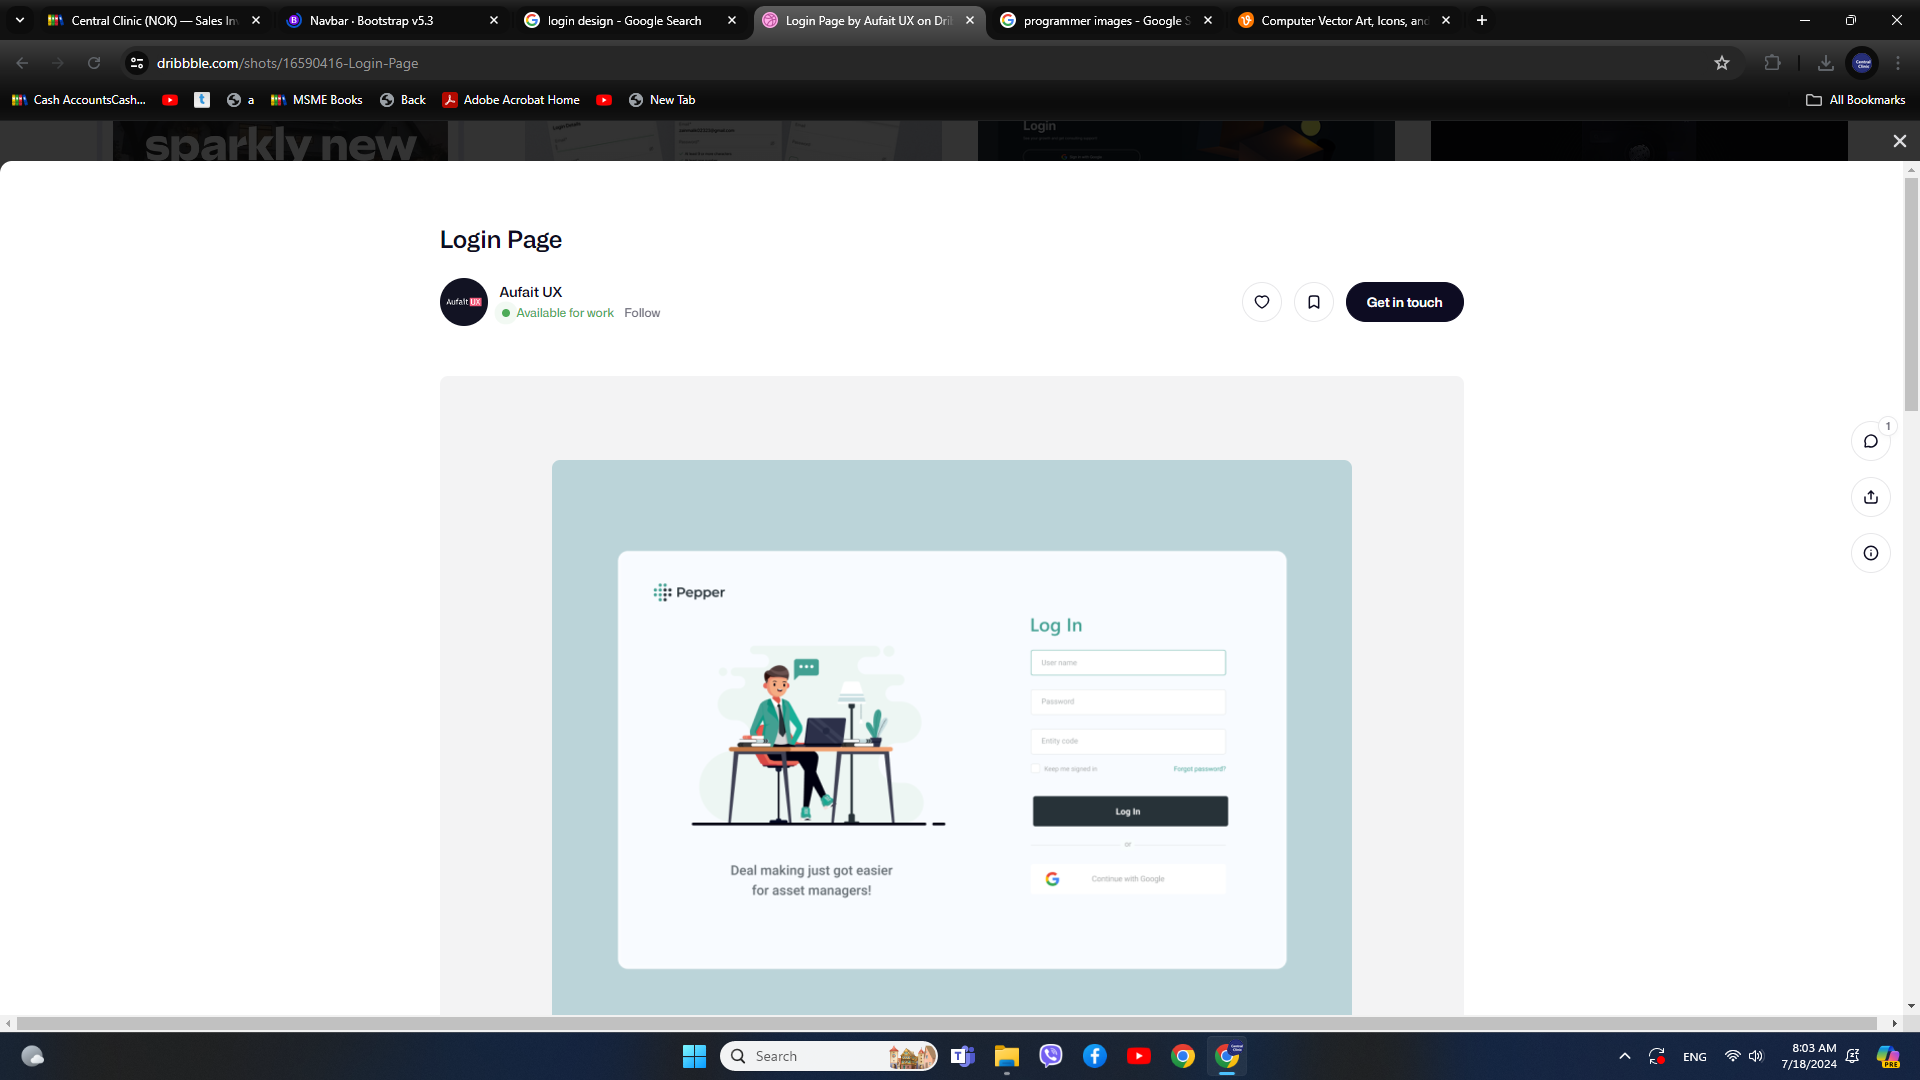 Central Clinic (NOK) — Sales Inv
Navbar · Bootstrap v5.3
login design - Google Search
Login Page by Aufait UX on Dri
programmer images - Google S
Computer Vector Art, Icons, and
dribbble.com/shots/16590416-Login-Page
Cash AccountsCash...
a
MSME Books
Back
Adobe Acrobat Home
New Tab
All Bookmarks
sparkly new
Login
Login Page
Aufait UX
Aufait UX
Available for work
Follow
Get in touch
1
Pepper
Log In
User name
Password
Entity code
Keep me signed in
Forgot password?
Log In
or
Continue with Google
Deal making just got easier
for asset managers!
Search
ENG
8:03 AM
7/18/2024
PRE